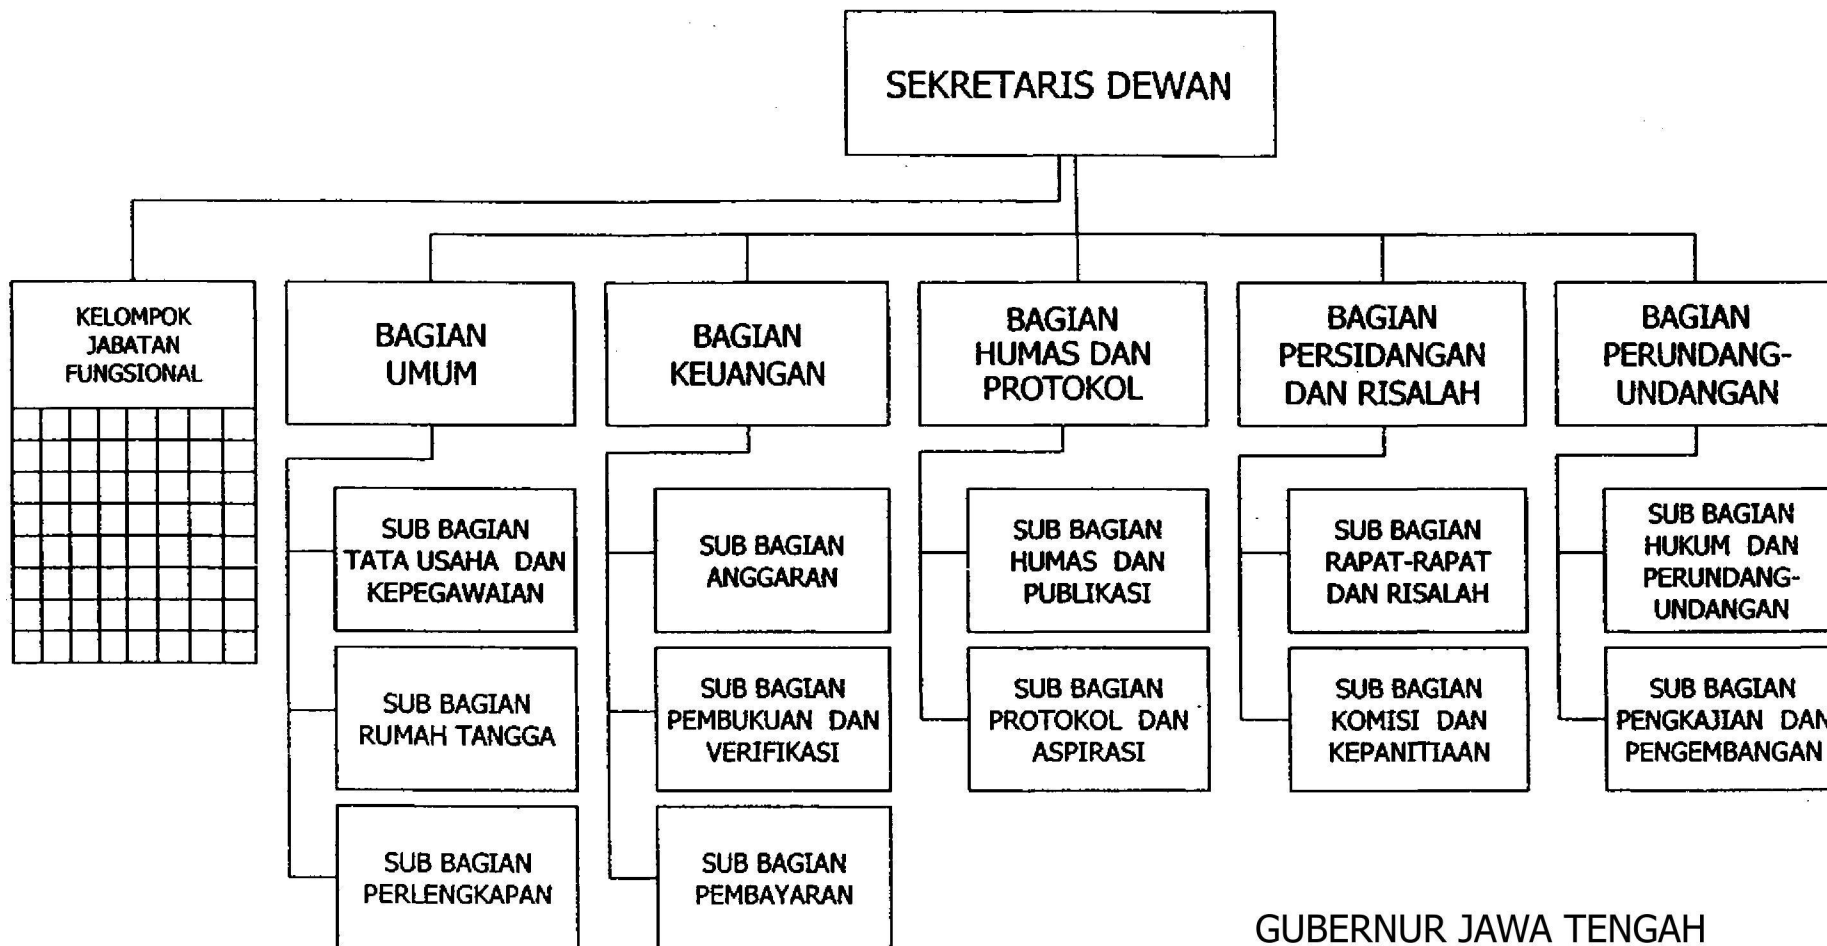 SEKRETARIS DEWAN
KELOMPOK
JABATAN
FUNGSIONAL
BAGIAN
UMUM
BAGIAN
KEUANGAN
BAGIAN
HUMAS DAN
PROTOKOL
BAGIAN
PERSIDANGAN
DAN RISALAH
BAGIAN
PERUNDANG-
UNDANGAN
SUB BAGIAN
TATA USAHA DAN
KEPEGAWAIAN
SUB BAGIAN
ANGGARAN
SUB BAGIAN
HUMAS DAN
PUBLIKASI
SUB BAGIAN
RAPAT-RAPAT
DAN RISALAH
SUB BAGIAN
HUKUM DAN
PERUNDANG-
UNDANGAN
SUB BAGIAN
RUMAH TANGGA
SUB BAGIAN
PEMBUKUAN DAN
VERIFIKASI
SUB BAGIAN
PROTOKOL DAN
ASPIRASI
SUB BAGIAN
KOMISI DAN
KEPANITIAAN
SUB BAGIAN
PENGKAJIAN DAN
PENGEMBANGAN
SUB BAGIAN
PERLENGKAPAN
SUB BAGIAN
PEMBAYARAN
GUBERNUR JAWA TENGAH